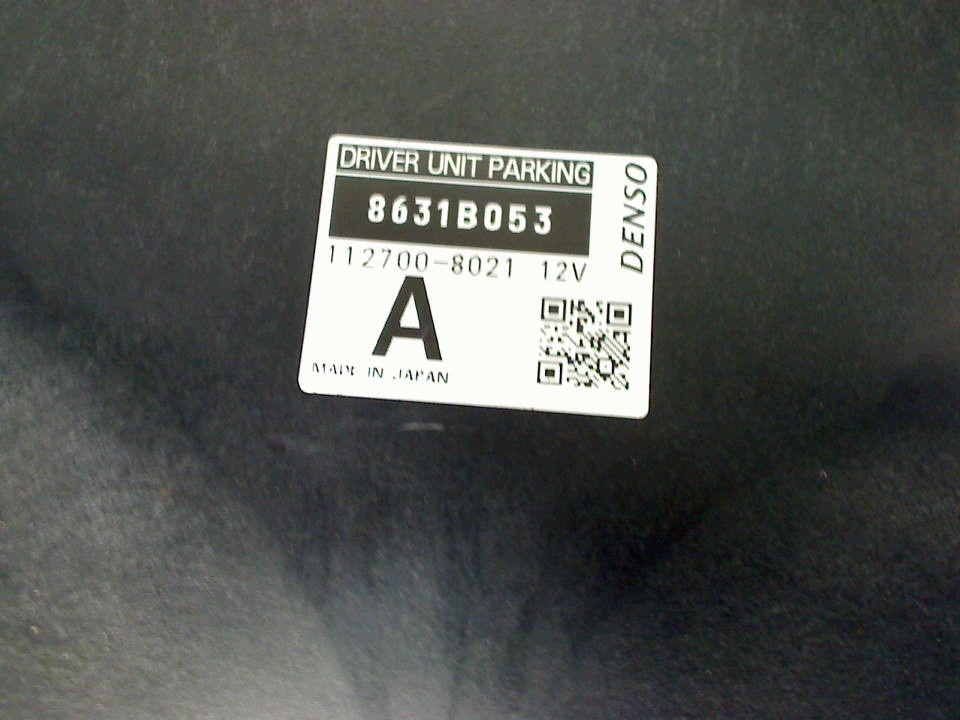 DRIVER UNIT PARKING
8631B053
112700-8021 12V
A
MADE IN JAPAN
DENSO